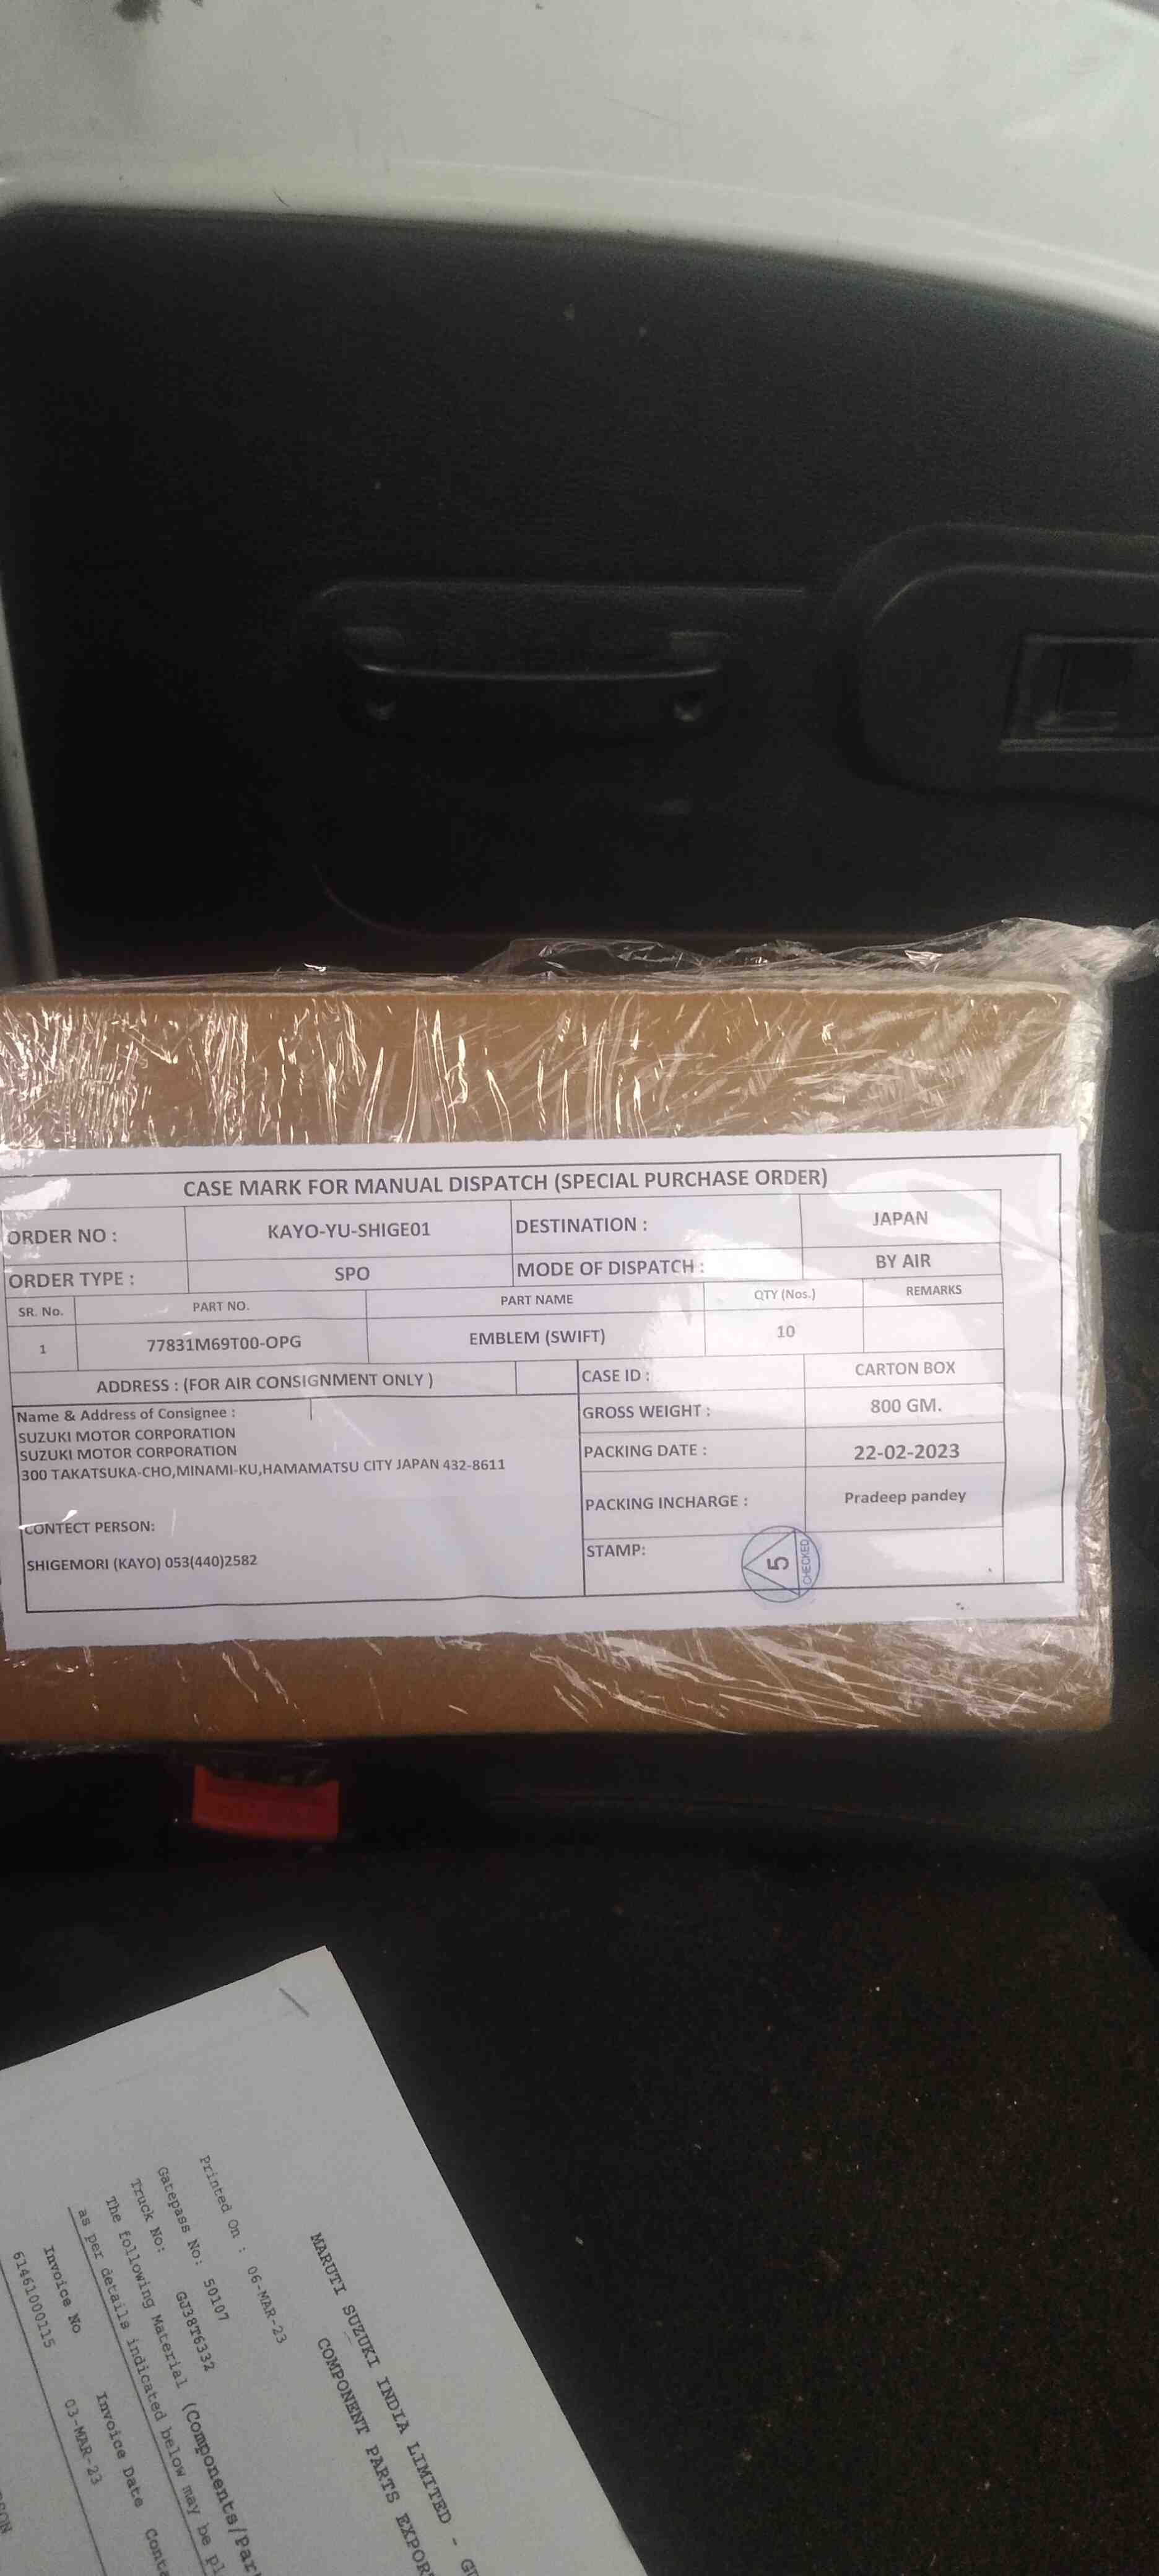 CASE MARK FOR MANUAL DISPATCH (SPECIAL PURCHASE ORDER)
ORDER NO : KAYO-YU-SHIGE01 DESTINATION : JAPAN
ORDER TYPE : SPO MODE OF DISPATCH : BY AIR
SR. No. PART NO. PART NAME QTY (Nos.) REMARKS
1 77831M69T00-OPG EMBLEM (SWIFT) 10
ADDRESS : (FOR AIR CONSIGNMENT ONLY ) CASE ID : CARTON BOX
Name & Address of Consignee : GROSS WEIGHT : 800 GM.
SUZUKI MOTOR CORPORATION
SUZUKI MOTOR CORPORATION PACKING DATE : 22-02-2023
300 TAKATSUKA-CHO,MINAMI-KU,HAMAMATSU CITY JAPAN 432-8611
PACKING INCHARGE : Pradeep pandey
CONTECT PERSON:
STAMP: 5 CHECKED
SHIGEMORI (KAYO) 053(440)2582
MARUTI SUZUKI INDIA LIMITED -
COMPONENT PARTS
Printed On : 06-MAR-23
Gatepass No: 50107
Truck No: GJ38T6332
The following Material
as per details indicated below may be
Invoice No Invoice Date
61461000115 03-MAR-23